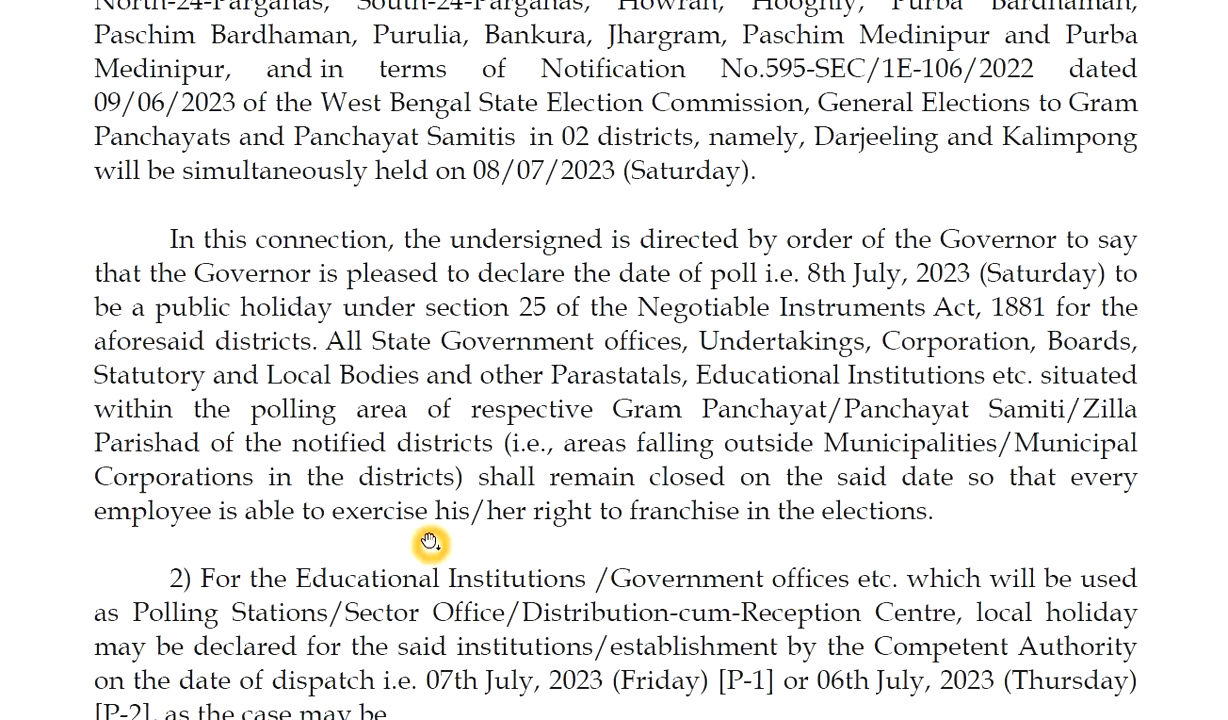 North-24-Parganas, South-24-Parganas, Howrah, Hooghly, Purba Bardhaman,
Paschim Bardhaman, Purulia, Bankura, Jhargram, Paschim Medinipur and Purba
Medinipur, and in terms of Notification No.595-SEC/1E-106/2022 dated
09/06/2023 of the West Bengal State Election Commission, General Elections to Gram
Panchayats and Panchayat Samitis in 02 districts, namely, Darjeeling and Kalimpong
will be simultaneously held on 08/07/2023 (Saturday).
In this connection, the undersigned is directed by order of the Governor to say
that the Governor is pleased to declare the date of poll i.e. 8th July, 2023 (Saturday) to
be a public holiday under section 25 of the Negotiable Instruments Act, 1881 for the
aforesaid districts. All State Government offices, Undertakings, Corporation, Boards,
Statutory and Local Bodies and other Parastatals, Educational Institutions etc. situated
within the polling area of respective Gram Panchayat/Panchayat Samiti/Zilla
Parishad of the notified districts (i.e., areas falling outside Municipalities/Municipal
Corporations in the districts) shall remain closed on the said date so that every
employee is able to exercise his/her right to franchise in the elections.
2) For the Educational Institutions /Government offices etc. which will be used
as Polling Stations/Sector Office/Distribution-cum-Reception Centre, local holiday
may be declared for the said institutions/establishment by the Competent Authority
on the date of dispatch i.e. 07th July, 2023 (Friday) [P-1] or 06th July, 2023 (Thursday)
[P-2], as the case may be